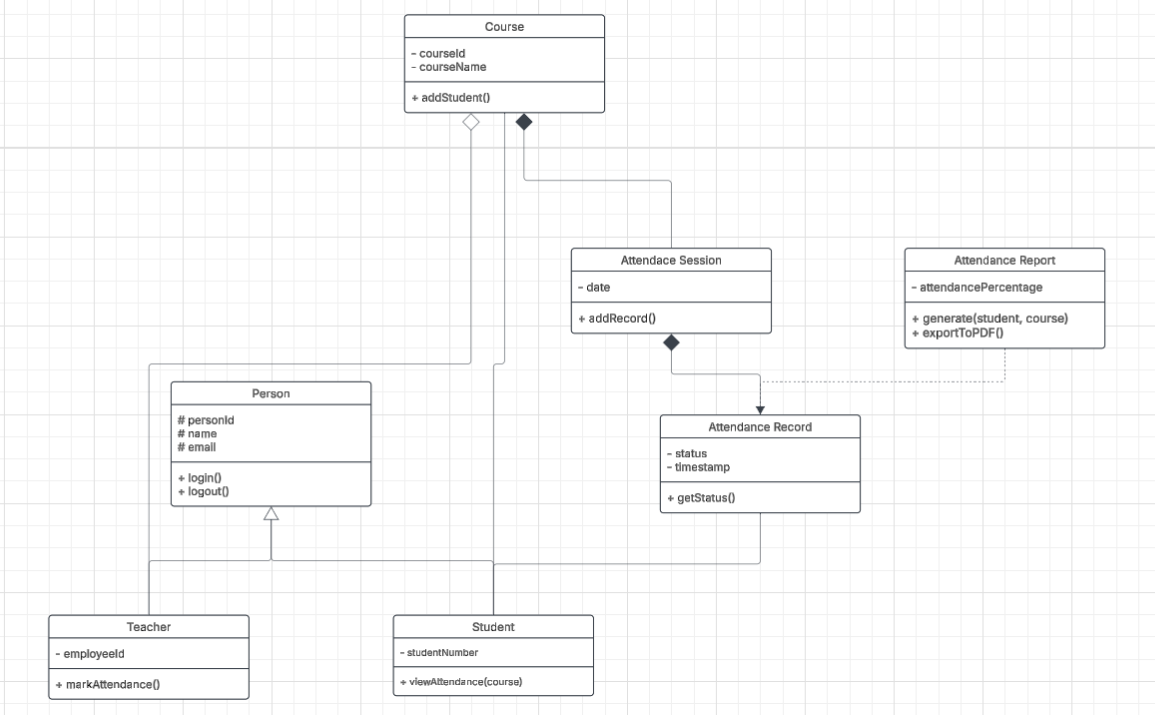 Course
- courseId
- courseName
+ addStudent()
Attendace Session
- date
+ addRecord()
Attendance Report
- attendancePercentage
+ generate(student, course)
+ exportToPDF()
Person
# personId
# name
# email
+ login()
+ logout()
Attendance Record
- status
- timestamp
+ getStatus()
Teacher
- employeeId
+ markAttendance()
Student
- studentNumber
+ viewAttendance(course)